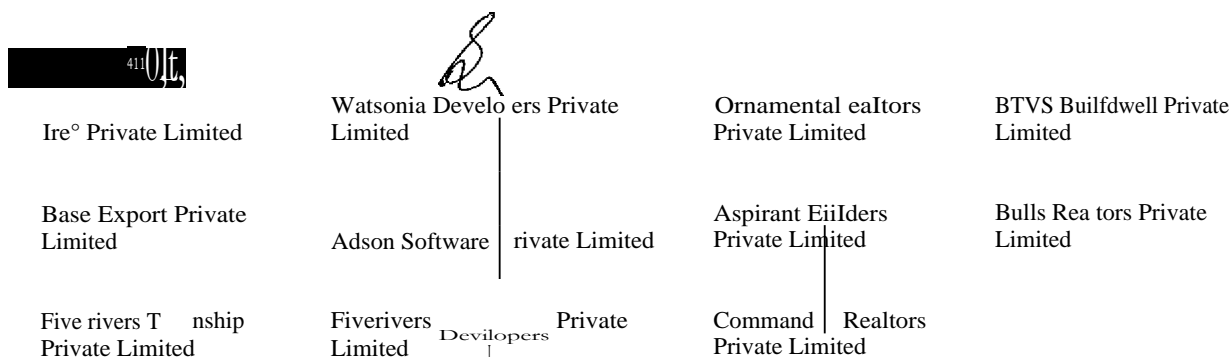 411
Ire° Private Limited
Watsonia Develo ers Private
Limited
Ornamental eaItors
Private Limited
BTVS Builfdwell Private
Limited
Base Export Private
Limited
Adson Software rivate Limited
Aspirant EiiIders
Private Limited
Bulls Rea tors Private
Limited
Five rivers T nship
Private Limited
Fiverivers Devilopers Private
Limited
Command Realtors
Private Limited